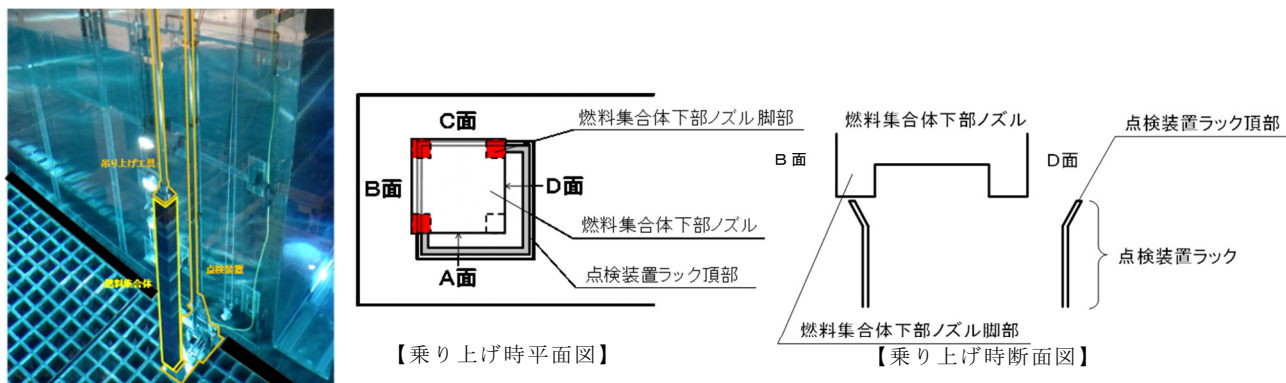 吊り上げ工具
点検装置
燃料集合体
C面
B面
D面
A面
燃料集合体下部ノズル脚部
燃料集合体下部ノズル
点検装置ラック頂部
【乗り上げ時平面図】
燃料集合体下部ノズル
点検装置ラック頂部
B面
D面
点検装置ラック
燃料集合体下部ノズル脚部
【乗り上げ時断面図】